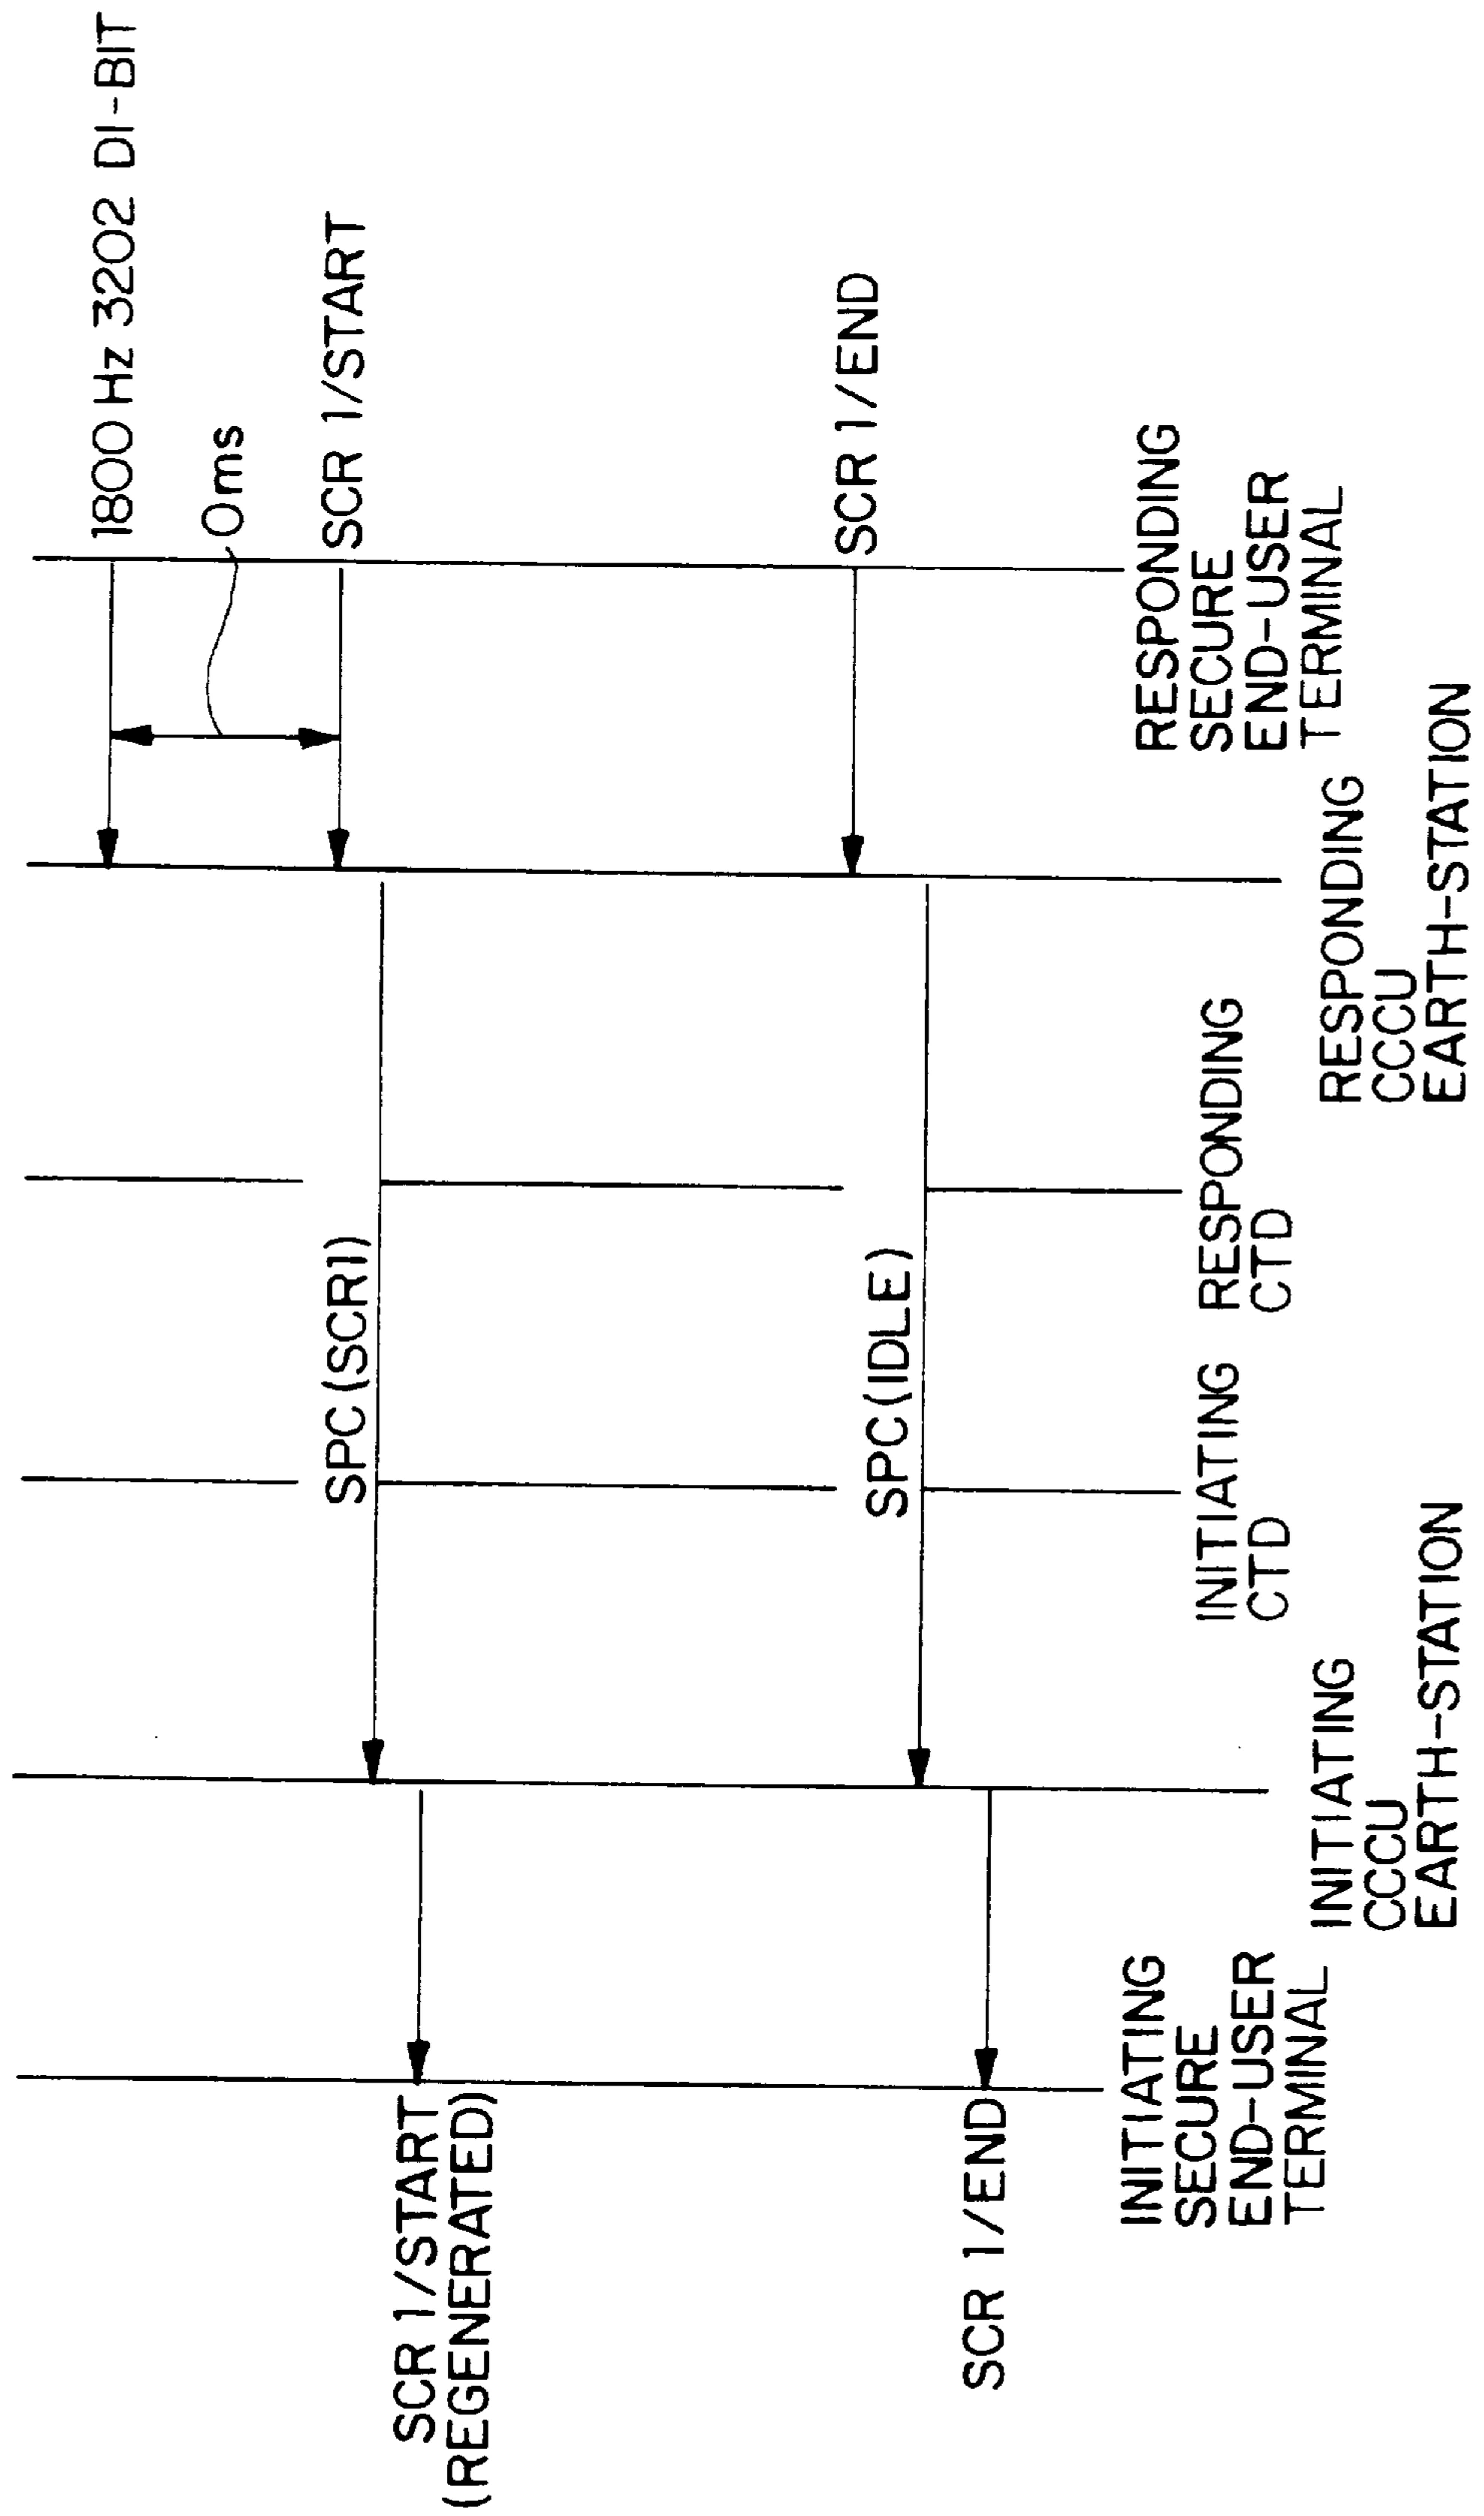 1800 Hz 3202 DI-BIT
0ms
SCR 1/START
SPC (SCR1)
SCR 1/START
(REGENERATED)
SCR 1/END
SPC (IDLE)
SCR 1/END
INITIATING
SECURE
END-USER
TERMINAL
INITIATING
CCCU
EARTH-STATION
INITIATING
CTD
RESPONDING
CTD
RESPONDING
CCCU
EARTH-STATION
RESPONDING
SECURE
END-USER
TERMINAL